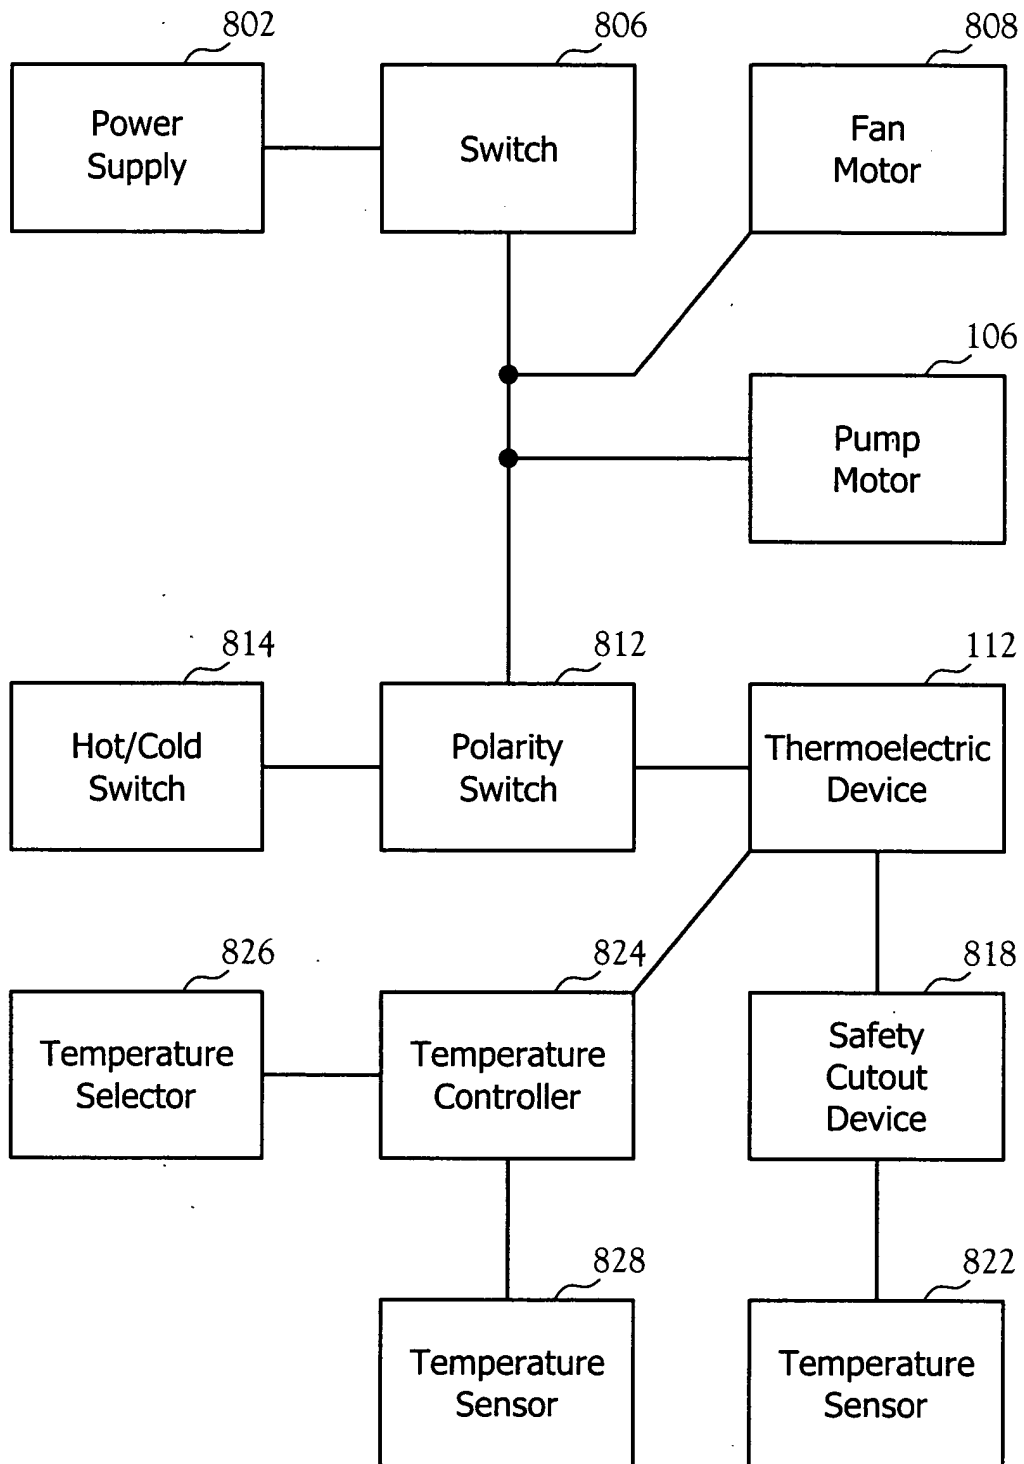 802
806
808
Power
Supply
Switch
Fan
Motor
106
Pump
Motor
814
812
112
Hot/Cold
Switch
Polarity
Switch
Thermoelectric
Device
826
824
818
Temperature
Selector
Temperature
Controller
Safety
Cutout
Device
828
822
Temperature
Sensor
Temperature
Sensor